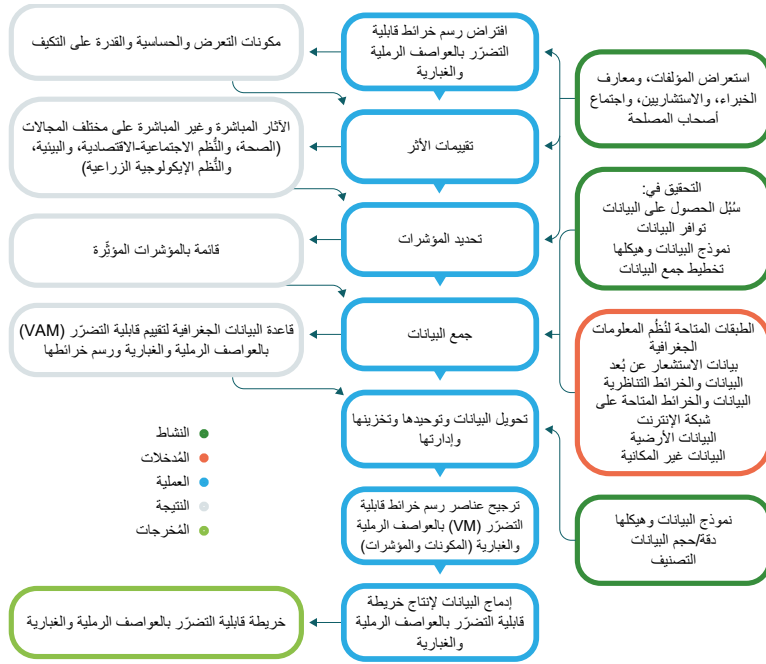 استعراض المؤلفات، ومعارف
الخبراء، والاستشاريين، واجتماع
أصحاب المصلحة
التحقيق في:
سُبُل الحصول على البيانات
توافر البيانات
نموذج البيانات وهيكلها
تخطيط جمع البيانات
الطبقات المتاحة لنُظُم المعلومات
الجغرافية
بيانات الاستشعار عن بُعد
البيانات والخرائط التناظرية
البيانات والخرائط المتاحة على
شبكة الإنترنت
البيانات الأرضية
البيانات غير المكانية
نموذج البيانات وهيكلها
دقة/حجم البيانات
التصنيف
افتراض رسم خرائط قابلية
التضرّر بالعواصف الرملية
والغبارية
تقييمات الأثر
تحديد المؤشرات
جمع البيانات
تحويل البيانات وتوحيدها وتخزينها
وإدارتها
ترجيح عناصر رسم خرائط قابلية
التضرّر (VM) بالعواصف الرملية
والغبارية (المكونات والمؤشرات)
إدماج البيانات لإنتاج خريطة
قابلية التضرّر بالعواصف الرملية
والغبارية
مكونات التعرض والحساسية والقدرة على التكيف
الآثار المباشرة وغير المباشرة على مختلف المجالات
(الصحة، والنُّظم الاجتماعية-الاقتصادية، والبيئية،
والنُّظم الإيكولوجية الزراعية)
قائمة بالمؤشرات المؤثِّرة
قاعدة البيانات الجغرافية لتقييم قابلية التضرّر (VAM)
بالعواصف الرملية والغبارية ورسم خرائطها
النشاط
المُدخلات
العملية
النتيجة
المُخرجات
خريطة قابلية التضرّر بالعواصف الرملية والغبارية